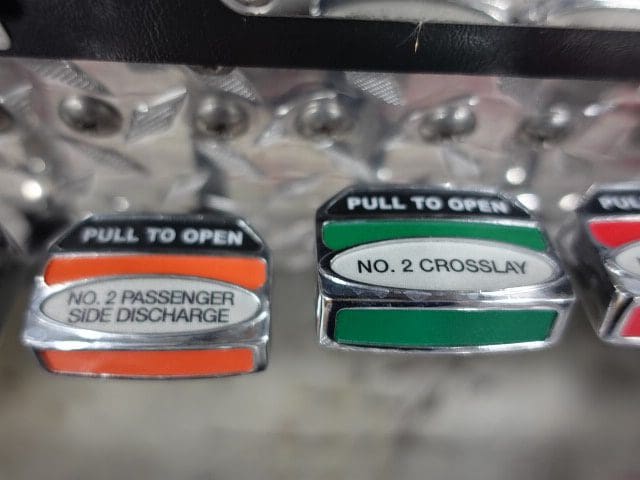 PULL TO OPEN
NO. 2 PASSENGER
SIDE DISCHARGE
PULL TO OPEN
NO. 2 CROSSLAY